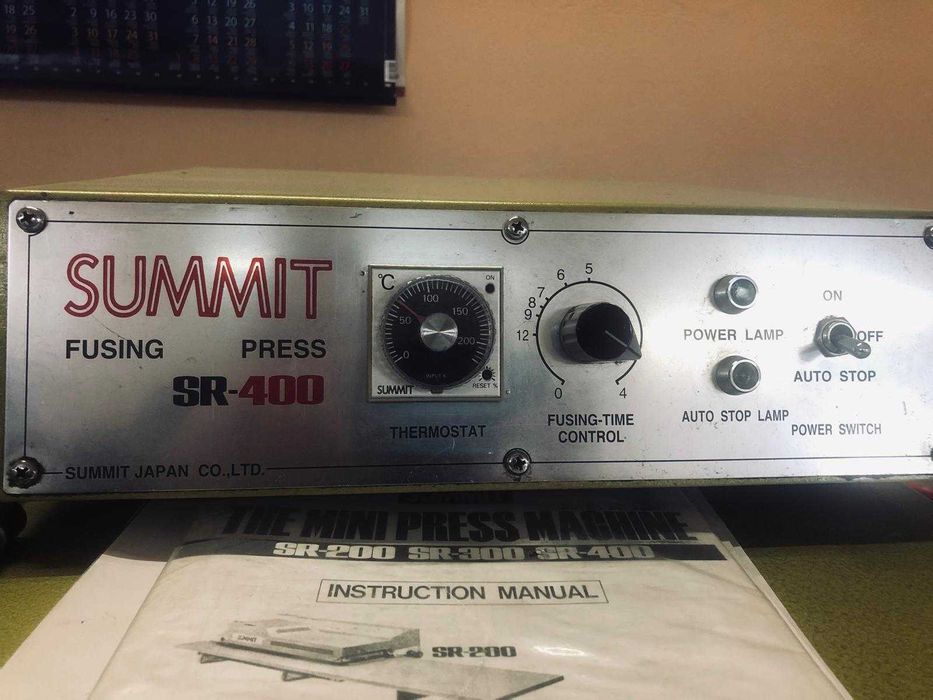 SUMMIT
FUSING PRESS
SR-400
SUMMIT JAPAN CO.,LTD.
°C
ON
0
50
100
150
200
INPUT
SUMMIT
RESET %
THERMOSTAT
0
12
9
8
7
6
5
4
FUSING-TIME
CONTROL
POWER LAMP
AUTO STOP LAMP
ON
OFF
AUTO STOP
POWER SWITCH
THE MINI PRESS MACHINE
SR-200 SR-300 SR-400
INSTRUCTION MANUAL
SUMMIT
SR-200